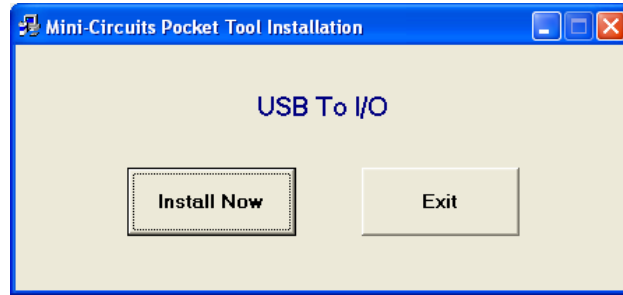 Mini-Circuits Pocket Tool Installation
USB To I/O
Install Now
Exit